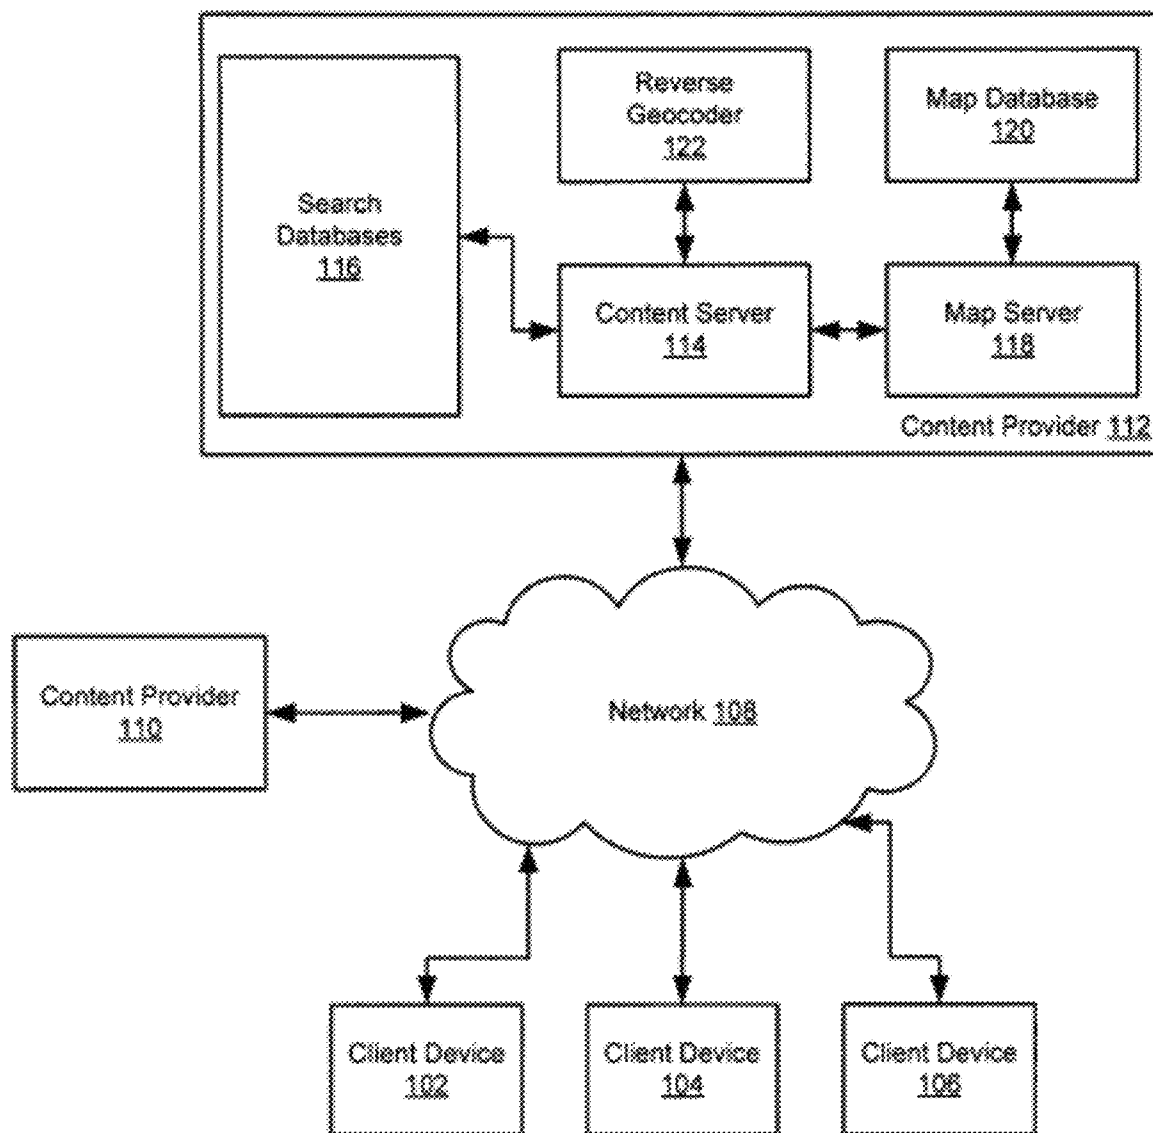 Search
Databases
116
Reverse
Geocoder
122
Map Database
120
Content Server
114
Map Server
118
Content Provider 112
Content Provider
110
Network 108
Client Device
102
Client Device
104
Client Device
106